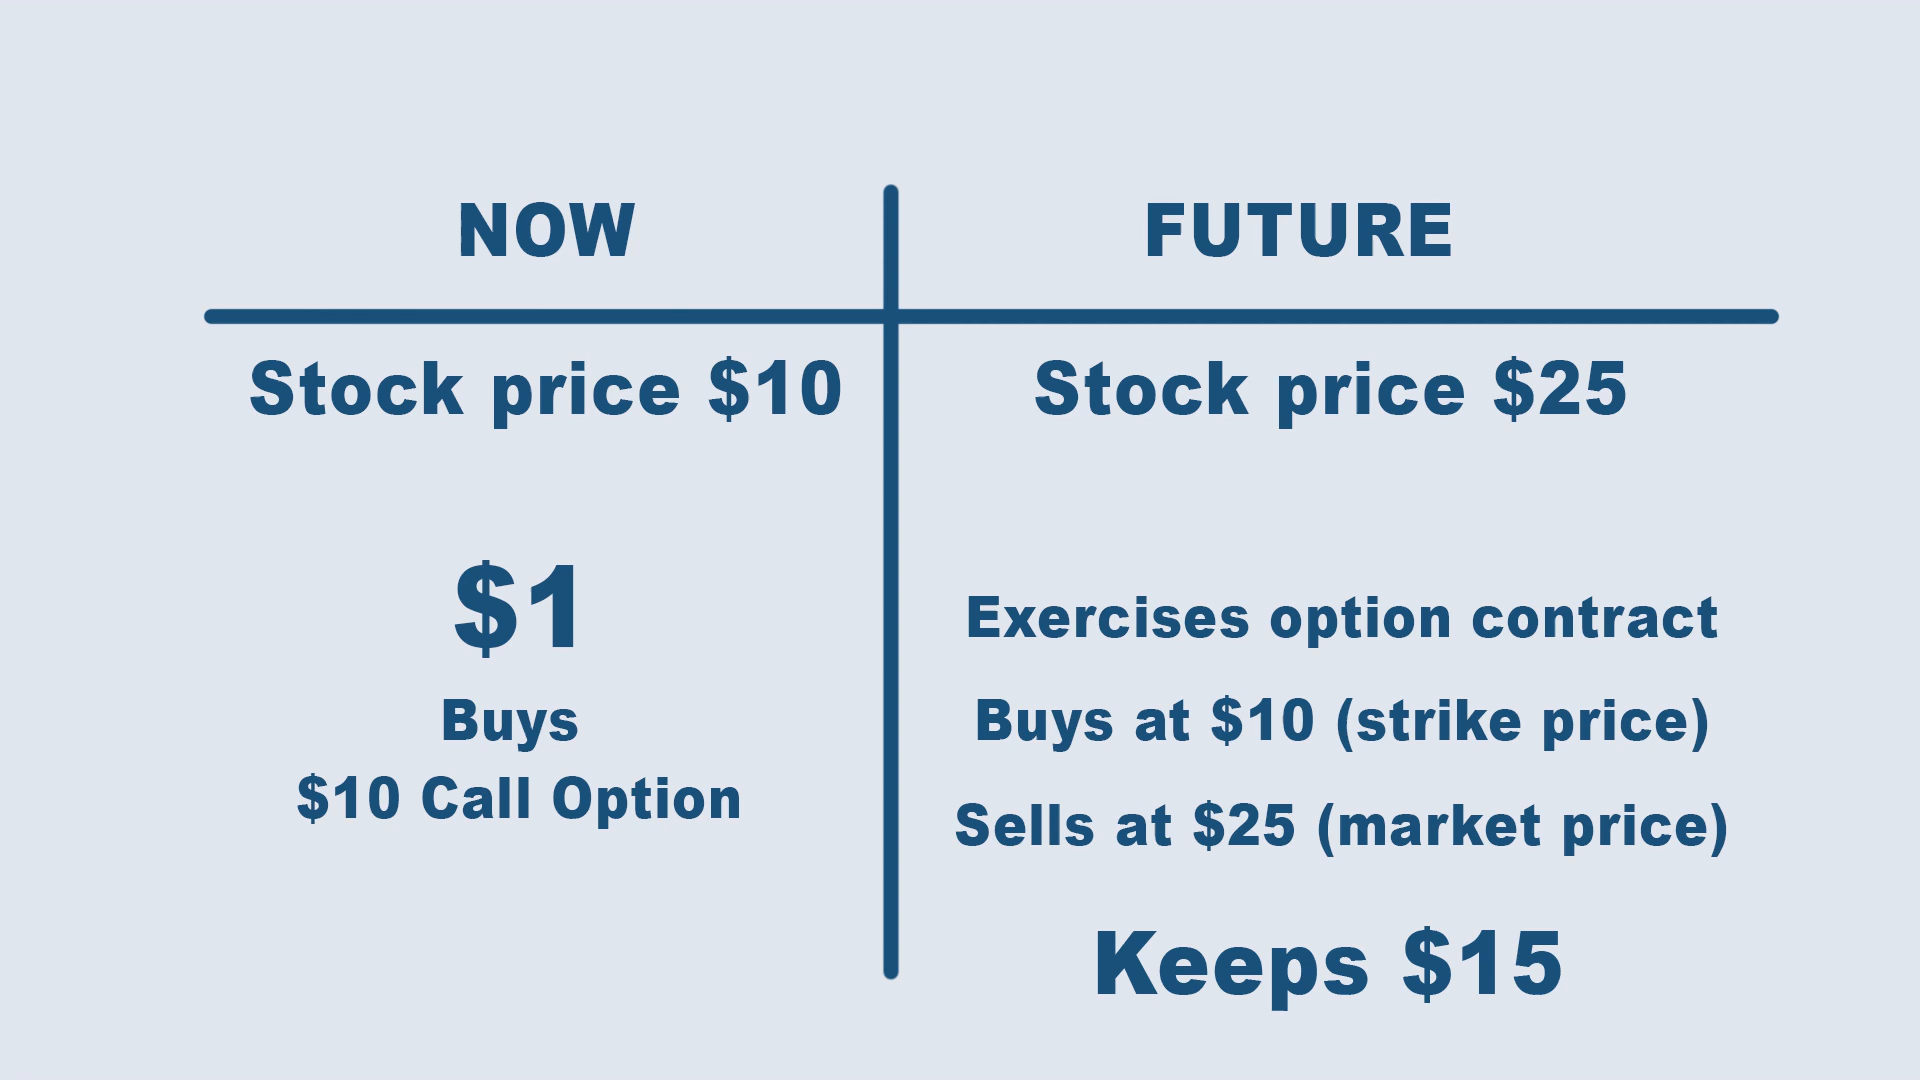 NOW
FUTURE
Stock price $10
Stock price $25
$1
Buys
$10 Call Option
Exercises option contract
Buys at $10 (strike price)
Sells at $25 (market price)
Keeps $15